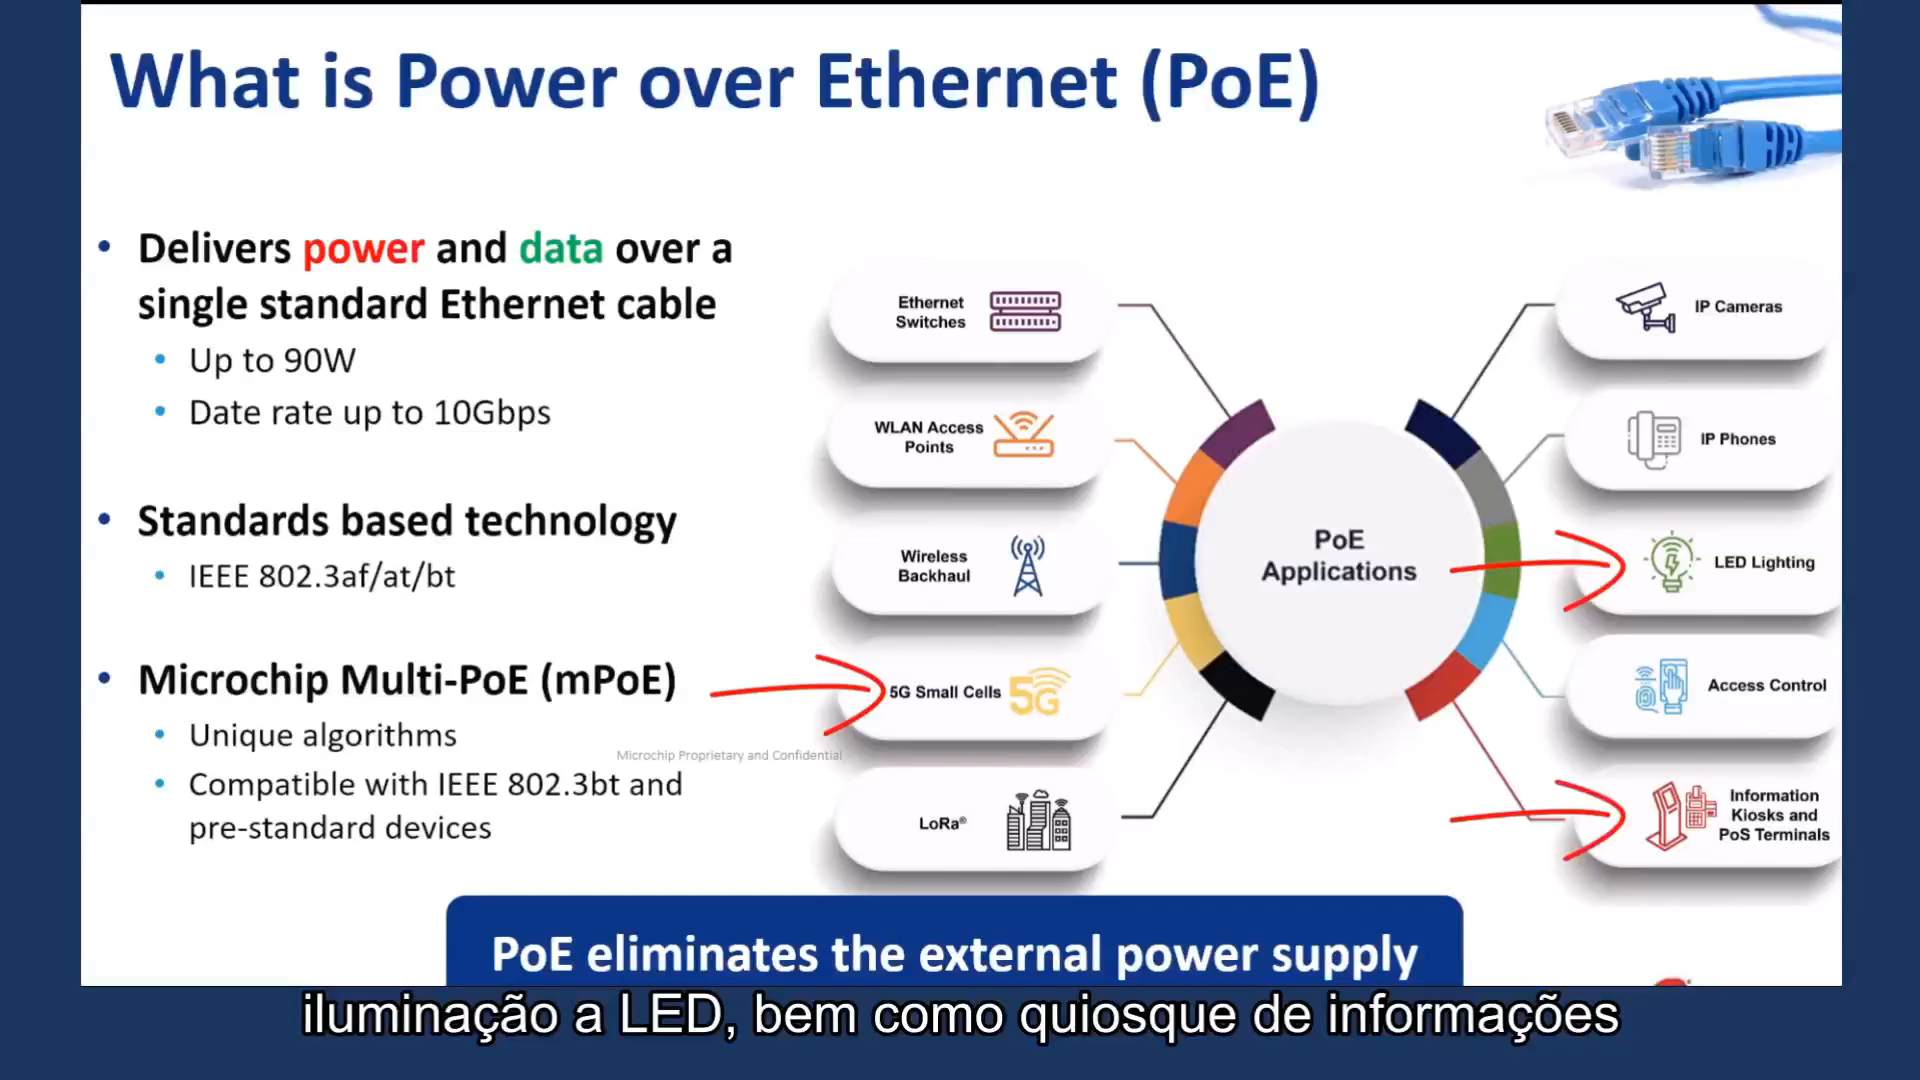 What is Power over Ethernet (PoE)
• Delivers power and data over a
single standard Ethernet cable
• Up to 90W
• Date rate up to 10Gbps
• Standards based technology
• IEEE 802.3af/at/bt
• Microchip Multi-PoE (mPoE)
• Unique algorithms
• Compatible with IEEE 802.3bt and
pre-standard devices
Microchip Proprietary and Confidential
Ethernet
Switches
WLAN Access
Points
Wireless
Backhaul
5G Small Cells
5G
LoRa®
PoE
Applications
IP Cameras
IP Phones
LED Lighting
Access Control
Information
Kiosks and
PoS Terminals
PoE eliminates the external power supply
iluminação a LED, bem como quiosque de informações